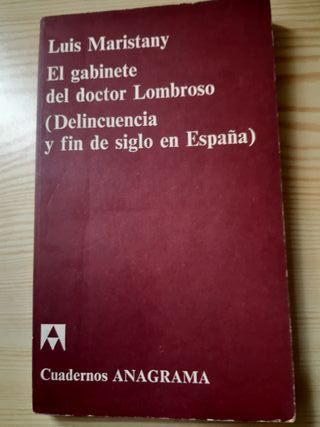 Luis Maristany
El gabinete
del doctor Lombroso
(Delincuencia
y fin de siglo en España)
Cuadernos ANAGRAMA